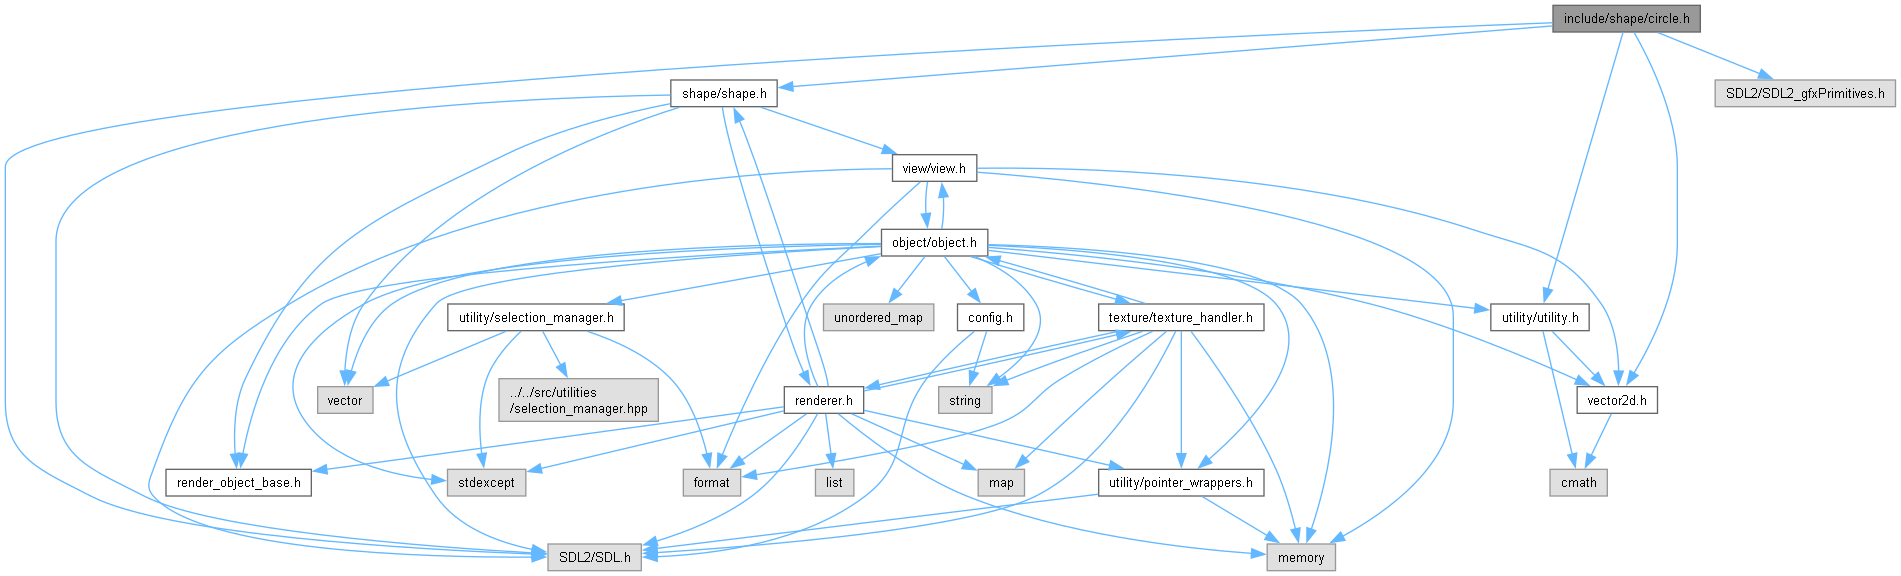 include/shape/circle.h
shape/shape.h
SDL2/SDL2_gfxPrimitives.h
view/view.h
object/object.h
utility/selection_manager.h
unordered_map
config.h
texture/texture_handler.h
utility/utility.h
vector
../../src/utilities
/selection_manager.hpp
renderer.h
string
vector2d.h
render_object_base.h
stdexcept
format
list
map
utility/pointer_wrappers.h
cmath
SDL2/SDL.h
memory